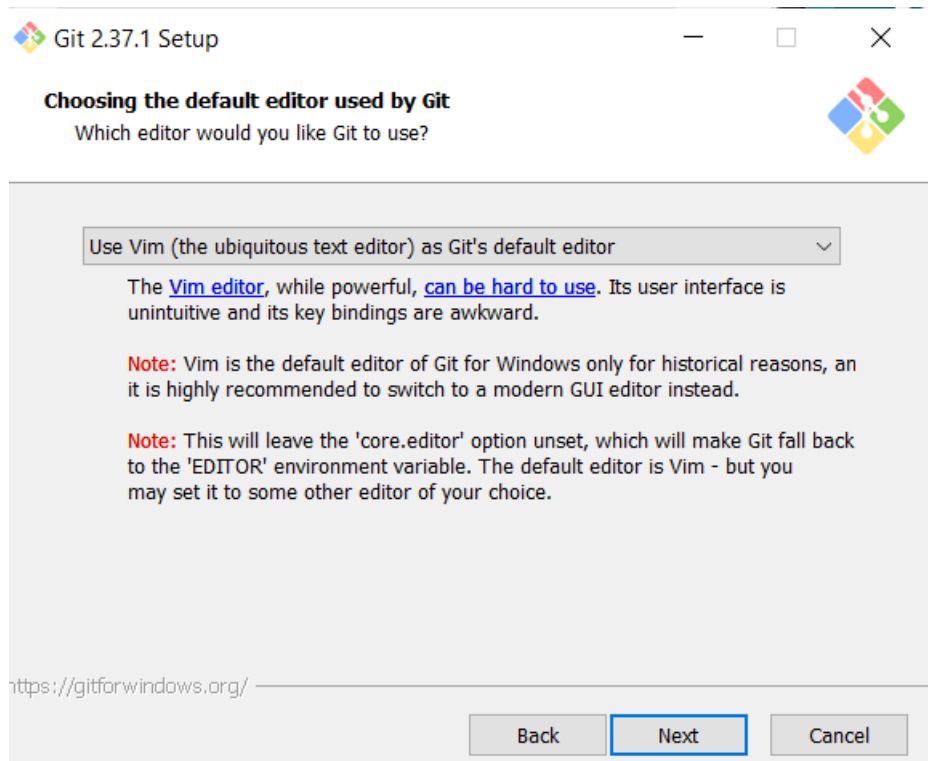 Git 2.37.1 Setup
Choosing the default editor used by Git
Which editor would you like Git to use?
Use Vim (the ubiquitous text editor) as Git's default editor
The Vim editor, while powerful, can be hard to use. Its user interface is
unintuitive and its key bindings are awkward.
Note: Vim is the default editor of Git for Windows only for historical reasons, an
it is highly recommended to switch to a modern GUI editor instead.
Note: This will leave the 'core.editor' option unset, which will make Git fall back
to the 'EDITOR' environment variable. The default editor is Vim - but you
may set it to some other editor of your choice.
https://gitforwindows.org/
Back Next Cancel